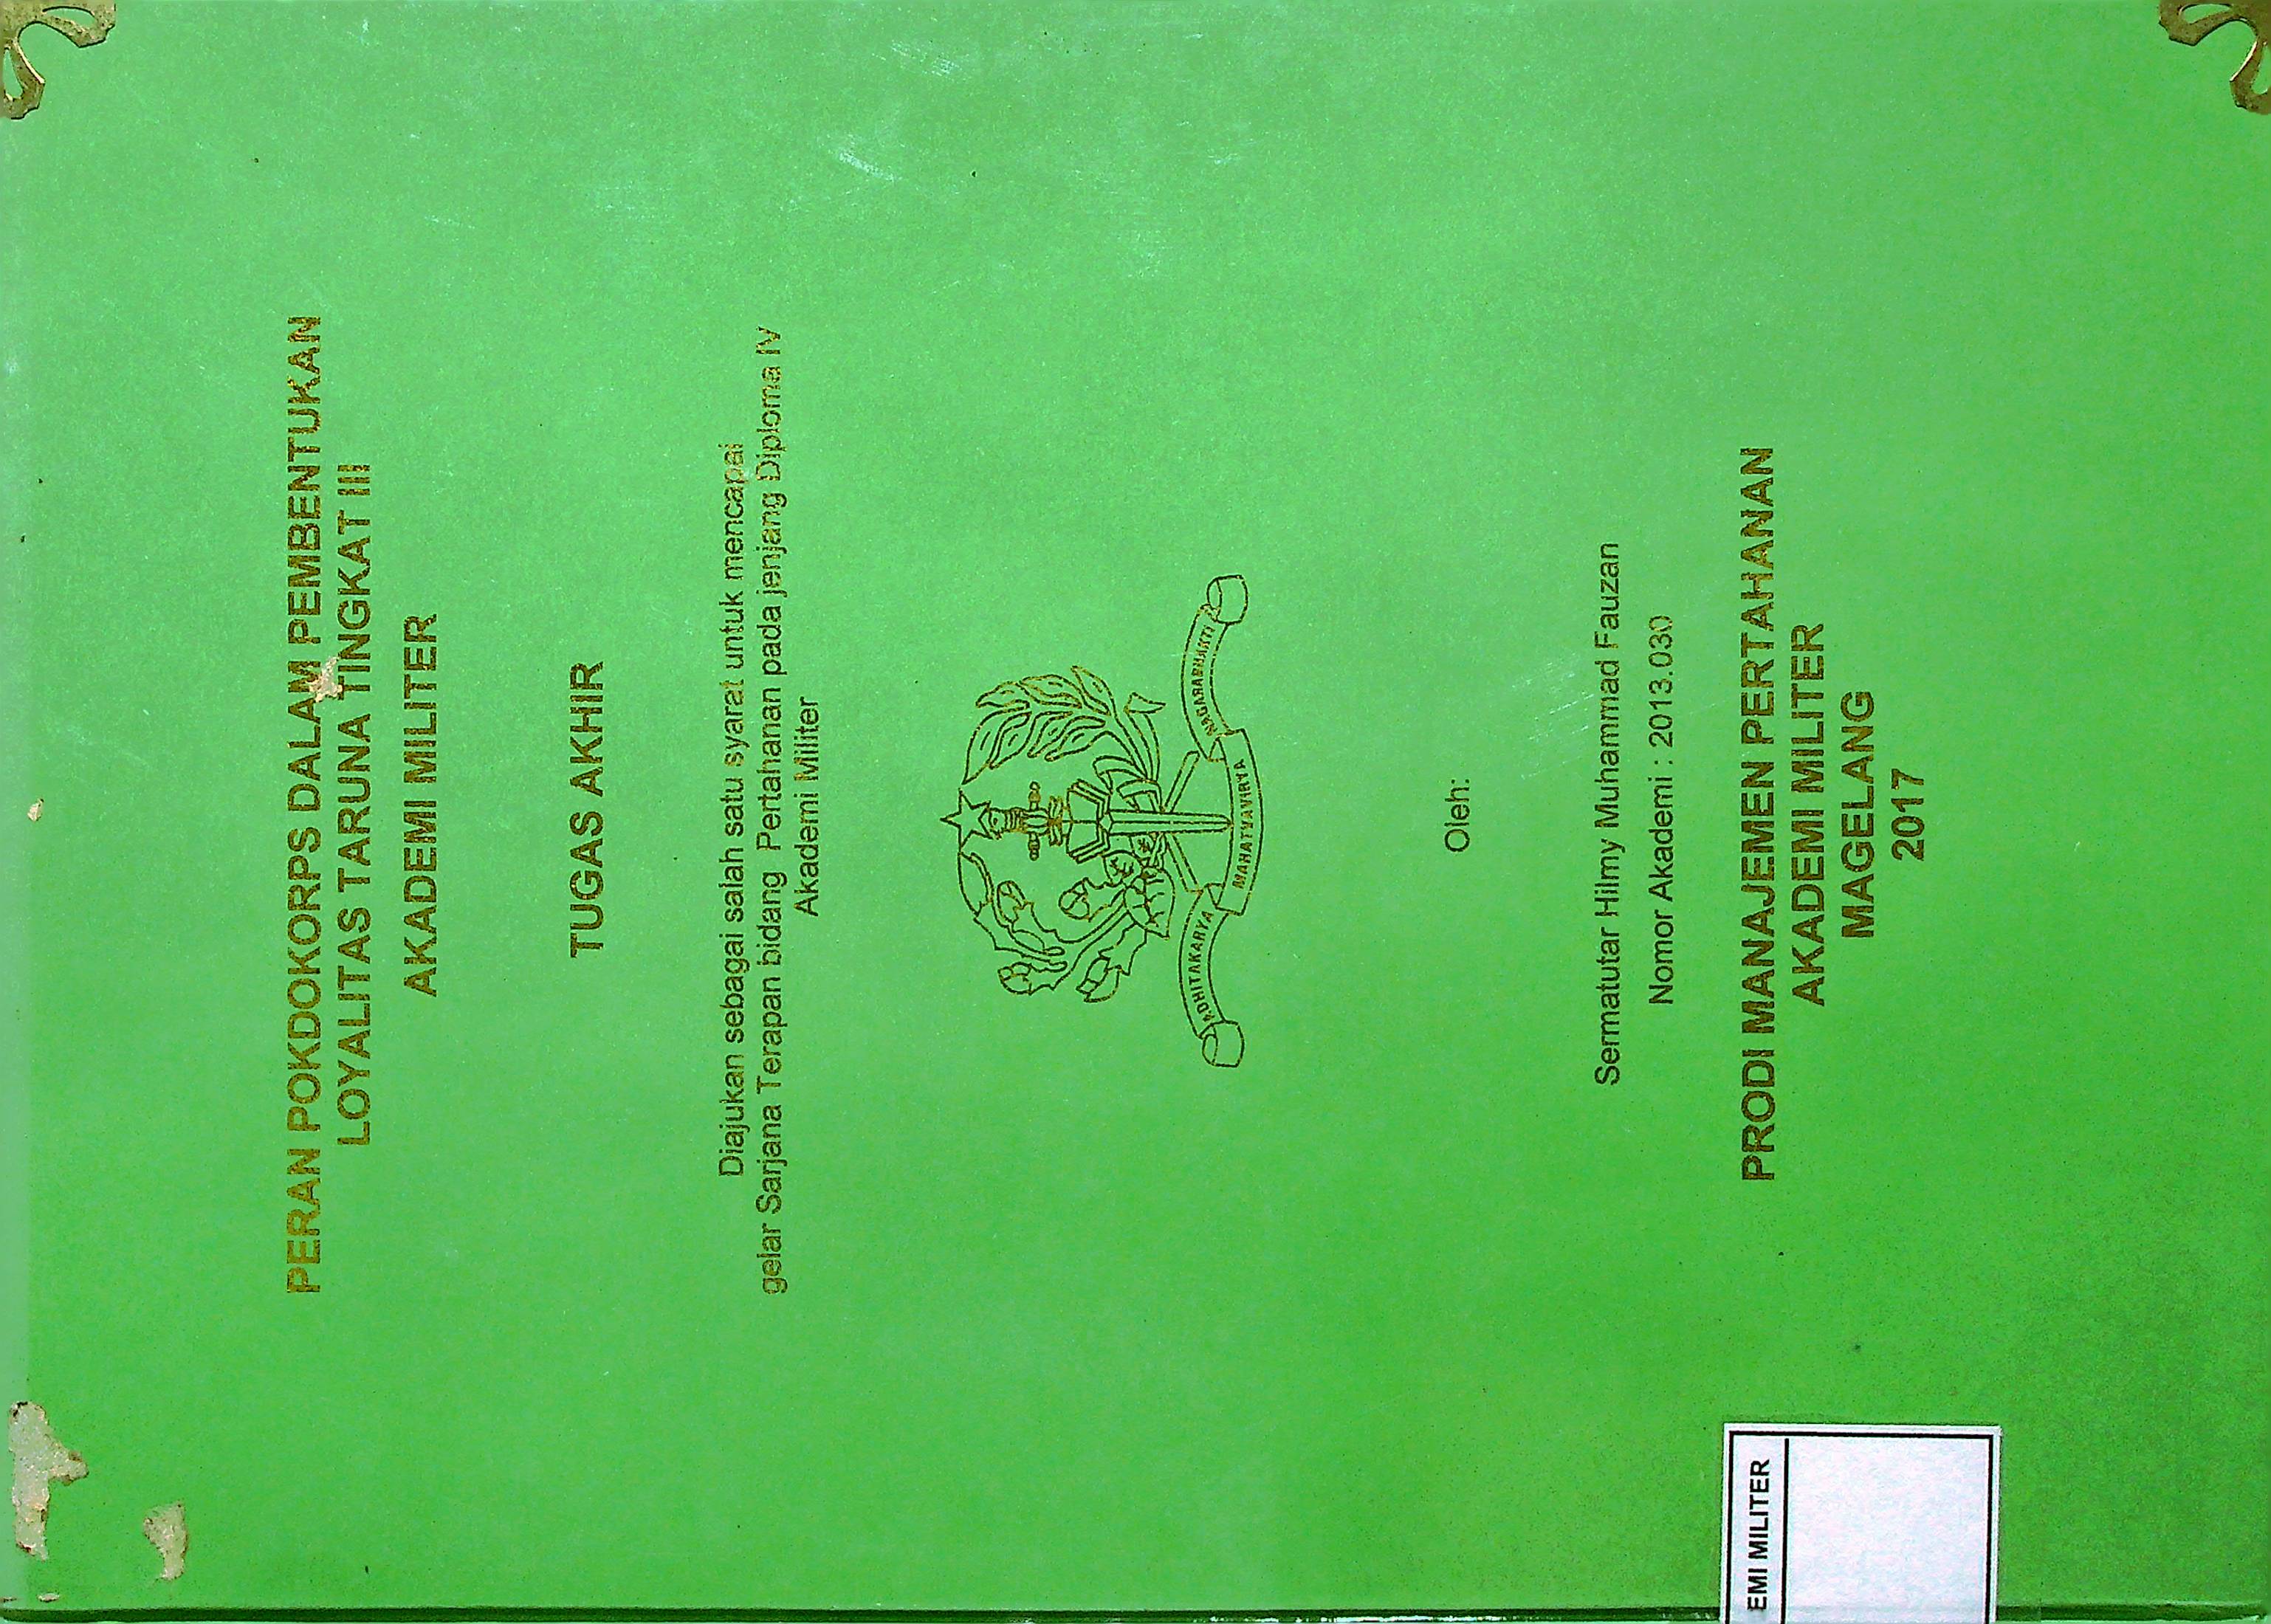 PERAN POKDOKORPS DALAM PEMBENTUKAN
LOYALITAS TARUNA TINGKAT III
AKADEMI MILITER
TUGAS AKHIR
Diajukan sebagai salah satu syarat untuk mencapai
gelar Sarjana Terapan bidang Pertahanan pada jenjang Diploma IV
Akademi Militer
ADHITAKARYA MAHATVAVIRYA NAGARABHAKTI
Oleh:
Sermatutar Hilmy Muhammad Fauzan
Nomor Akademi : 2013.030
PRODI MANAJEMEN PERTAHANAN
AKADEMI MILITER
MAGELANG
2017
EMI MILITER